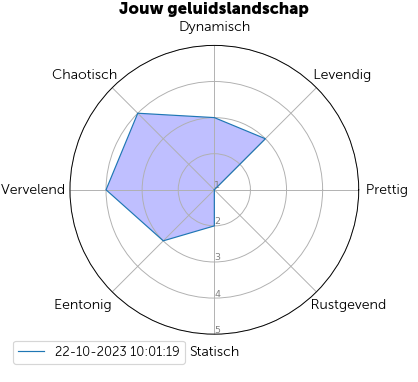 Jouw geluidslandschap
Dynamisch
Chaotisch
Levendig
Vervelend
Prettig
1
2
3
4
5
Eentonig
Rustgevend
22-10-2023 10:01:19
Statisch